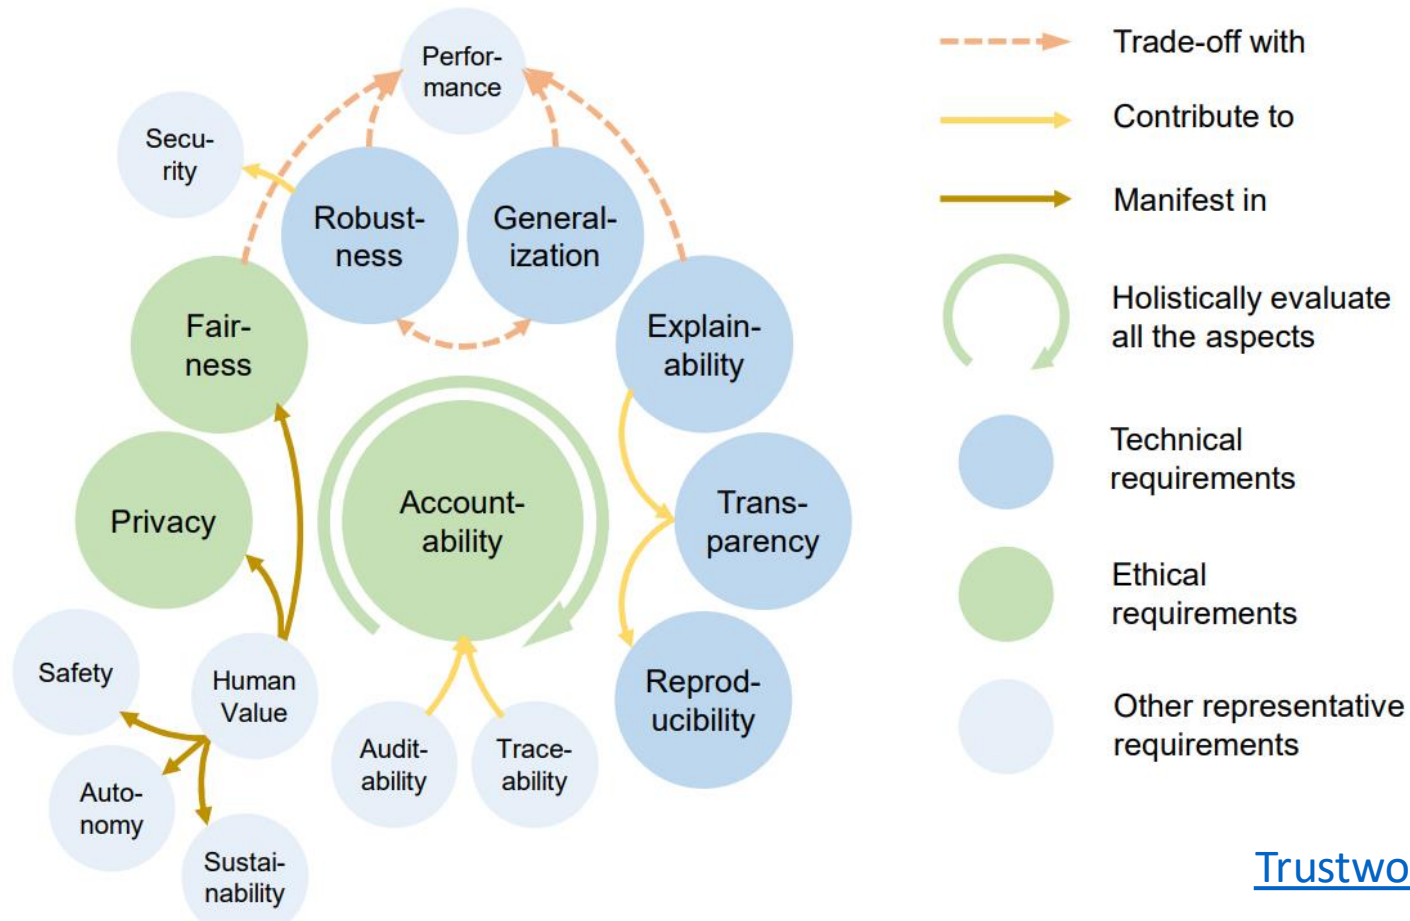 Perfor-
mance
Secu-
rity
Robust-
ness
General-
ization
Fair-
ness
Explain-
ability
Privacy
Account-
ability
Trans-
parency
Safety
Human
Value
Reprod-
ucibility
Audit-
ability
Trace-
ability
Auto-
nomy
Sustai-
nability
Trade-off with
Contribute to
Manifest in
Holistically evaluate
all the aspects
Technical
requirements
Ethical
requirements
Other representative
requirements
Trustwo